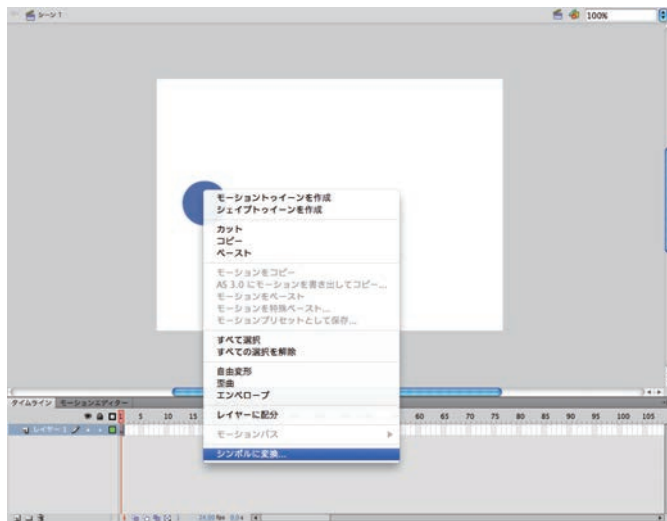 シーン 1
100%
モーショントゥイーンを作成
シェイプトゥイーンを作成
カット
コピー
ペースト
モーションをコピー
AS 3.0 にモーションを書き出してコピー...
モーションをペースト
モーションを特殊ペースト...
モーションプリセットとして保存...
すべて選択
すべての選択を解除
自由変形
歪曲
エンベロープ
レイヤーに配分
モーションパス
シンボルに変換...
タイムライン モーションエディター
1 5 10 15 60 65 70 75 80 85 90 95 100 105
レイヤー 1
1 24.00 fps 0.0 s